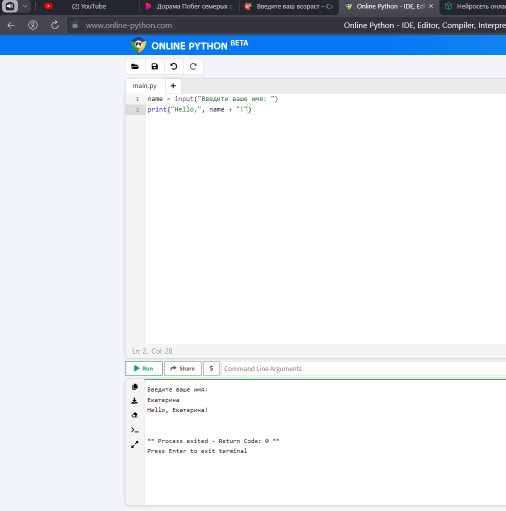 (2) YouTube
Дорама Побег семерых с
Введите ваш возраст – Ст
Online Python - IDE, Edi
Нейросеть онла
www.online-python.com
Online Python - IDE, Editor, Compiler, Interpre
ONLINE PYTHON BETA
main.py
+
1 name = input("Введите ваше имя: ")
2 print("Hello,", name + "!")
Ln: 2, Col: 28
Run
Share
$
Command Line Arguments
Введите ваше имя:
Екатерина
Hello, Екатерина!
** Process exited - Return Code: 0 **
Press Enter to exit terminal